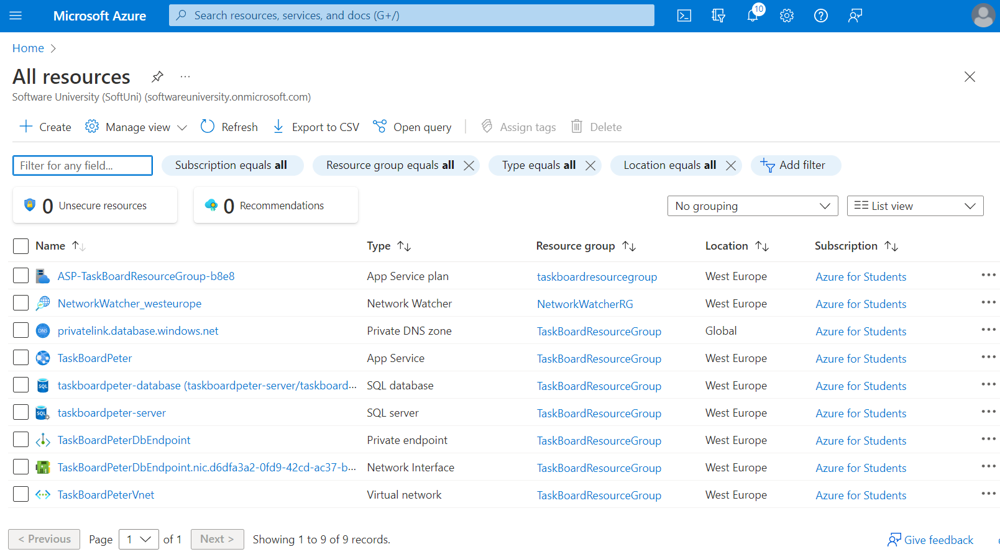 Microsoft Azure
Search resources, services, and docs (G+/)
10
Home
All resources
Software University (SoftUni) (softwareuniversity.onmicrosoft.com)
Create Manage view Refresh Export to CSV Open query Assign tags Delete
Filter for any field... Subscription equals all Resource group equals all Type equals all Location equals all Add filter
0 Unsecure resources 0 Recommendations No grouping List view
Name Type Resource group Location Subscription
ASP-TaskBoardResourceGroup-b8e8 App Service plan taskboardresourcegroup West Europe Azure for Students
NetworkWatcher_westeurope Network Watcher NetworkWatcherRG West Europe Azure for Students
DNS privatelink.database.windows.net Private DNS zone TaskBoardResourceGroup Global Azure for Students
TaskBoardPeter App Service TaskBoardResourceGroup West Europe Azure for Students
SQL taskboardpeter-database (taskboardpeter-server/taskboard... SQL database TaskBoardResourceGroup West Europe Azure for Students
SQL taskboardpeter-server SQL server TaskBoardResourceGroup West Europe Azure for Students
TaskBoardPeterDbEndpoint Private endpoint TaskBoardResourceGroup West Europe Azure for Students
TaskBoardPeterDbEndpoint.nic.d6dfa3a2-0fd9-42cd-ac37-b... Network Interface TaskBoardResourceGroup West Europe Azure for Students
TaskBoardPeterVnet Virtual network TaskBoardResourceGroup West Europe Azure for Students
< Previous Page 1 of 1 Next > Showing 1 to 9 of 9 records. Give feedback